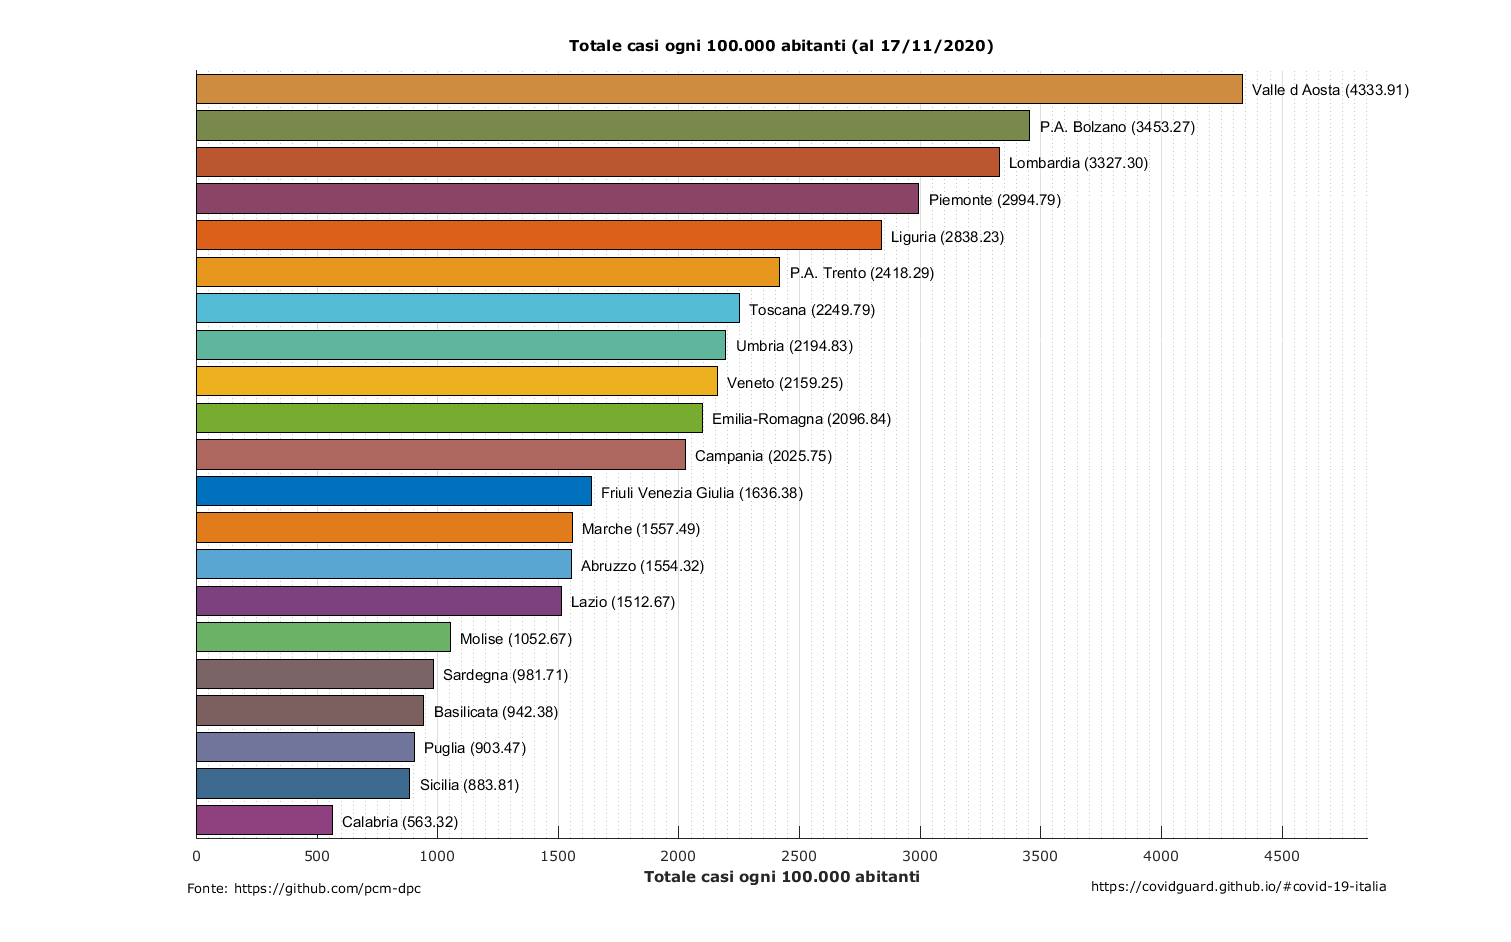 Totale casi ogni 100.000 abitanti (al 17/11/2020)
Valle d Aosta (4333.91)
P.A. Bolzano (3453.27)
Lombardia (3327.30)
Piemonte (2994.79)
Liguria (2838.23)
P.A. Trento (2418.29)
Toscana (2249.79)
Umbria (2194.83)
Veneto (2159.25)
Emilia-Romagna (2096.84)
Campania (2025.75)
Friuli Venezia Giulia (1636.38)
Marche (1557.49)
Abruzzo (1554.32)
Lazio (1512.67)
Molise (1052.67)
Sardegna (981.71)
Basilicata (942.38)
Puglia (903.47)
Sicilia (883.81)
Calabria (563.32)
0 500 1000 1500 2000 2500 3000 3500 4000 4500
Totale casi ogni 100.000 abitanti
Fonte: https://github.com/pcm-dpc
https://covidguard.github.io/#covid-19-italia